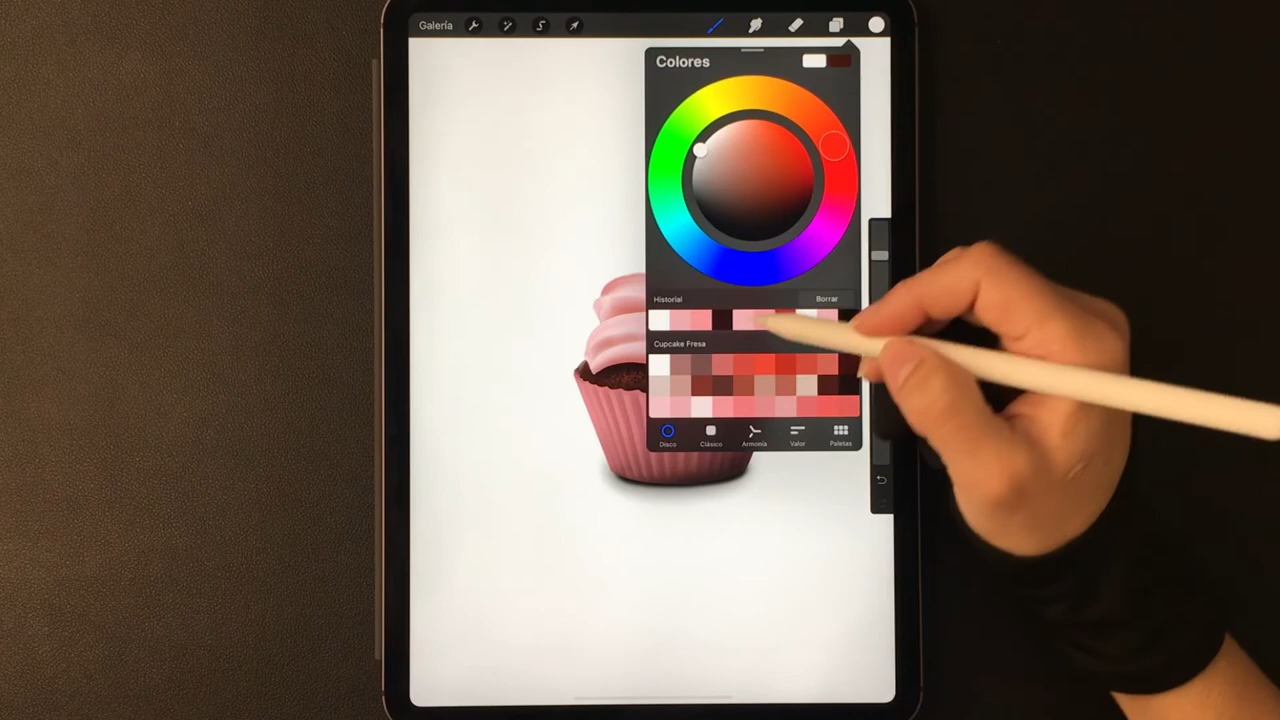 Galería
Colores
Historial Borrar
Cupcake Fresa
Disco Clásico Armonía Valor Paletas